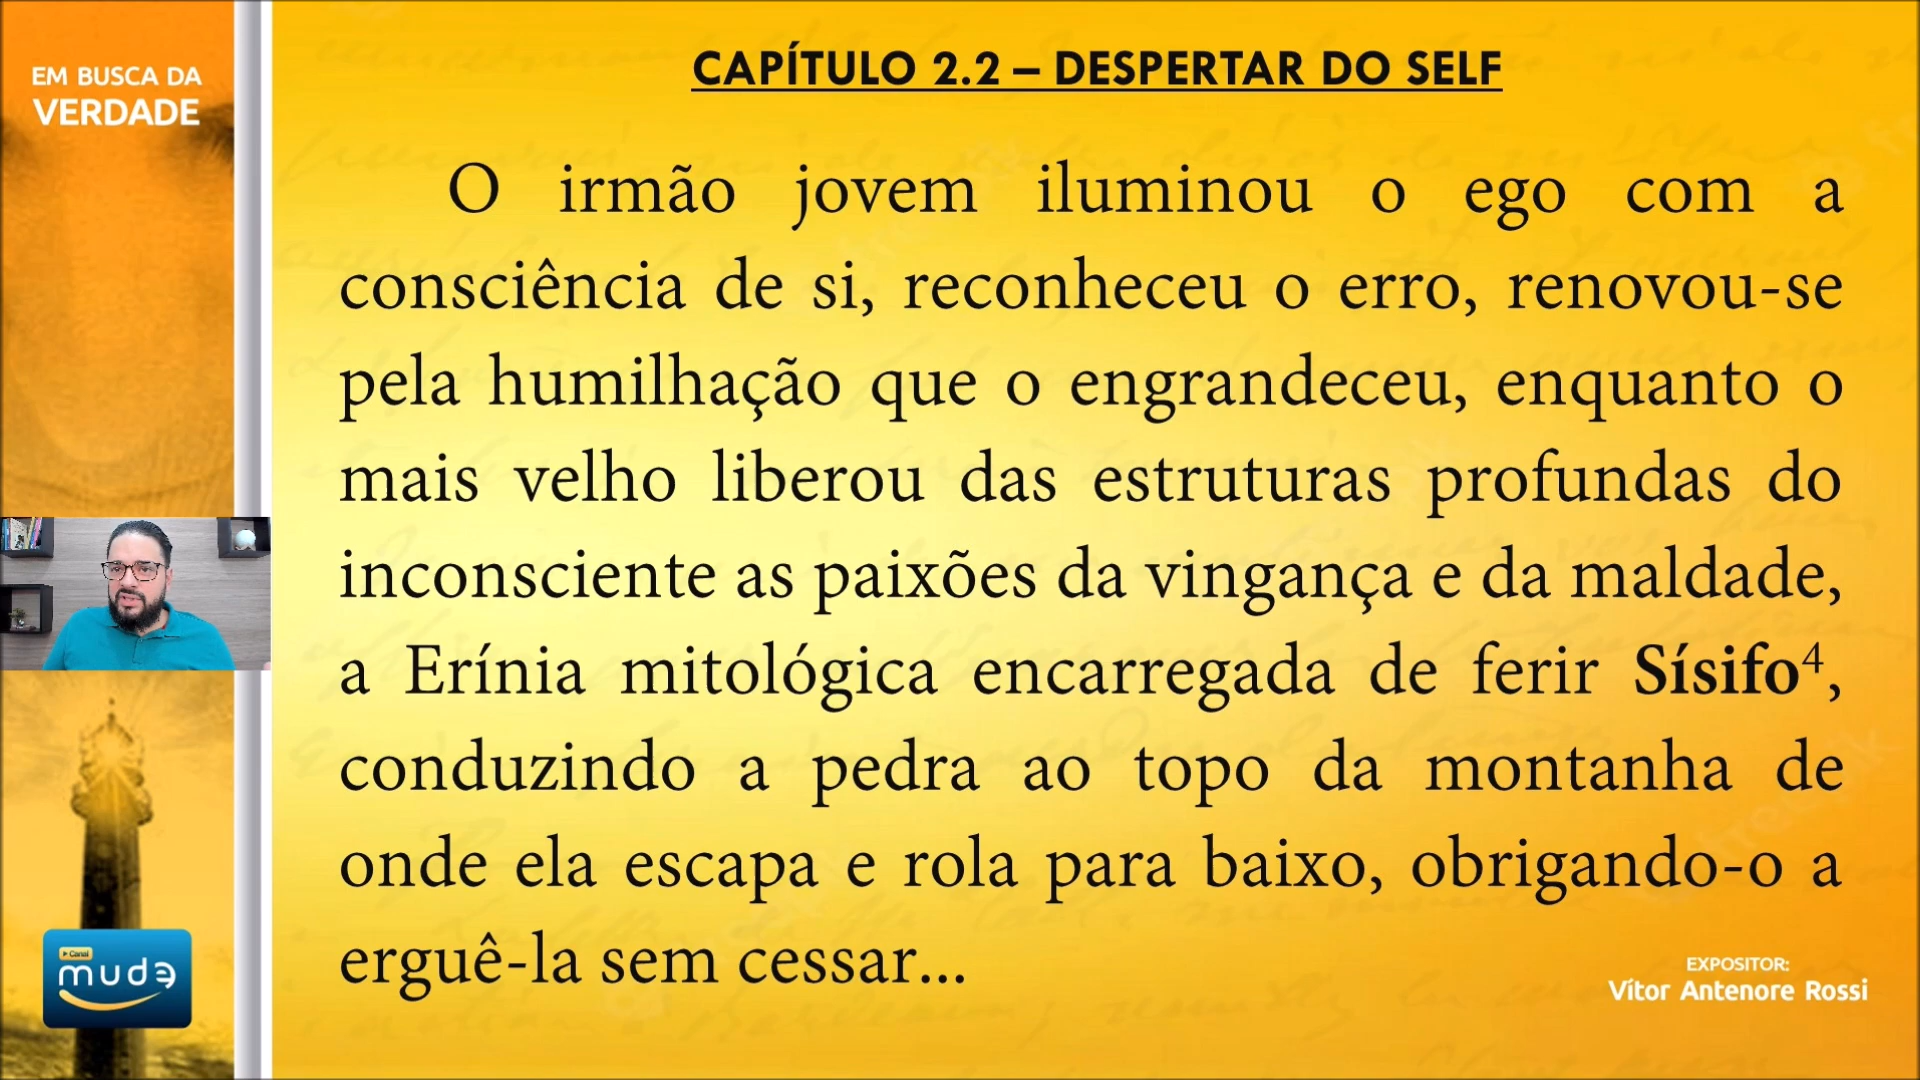 EM BUSCA DA
VERDADE
CAPÍTULO 2.2 – DESPERTAR DO SELF
O irmão jovem iluminou o ego com a
consciência de si, reconheceu o erro, renovou-se
pela humilhação que o engrandeceu, enquanto o
mais velho liberou das estruturas profundas do
inconsciente as paixões da vingança e da maldade,
a Erínia mitológica encarregada de ferir Sísifo⁴,
conduzindo a pedra ao topo da montanha de
onde ela escapa e rola para baixo, obrigando-o a
erguê-la sem cessar...
Canal
mude
EXPOSITOR:
Vítor Antenore Rossi